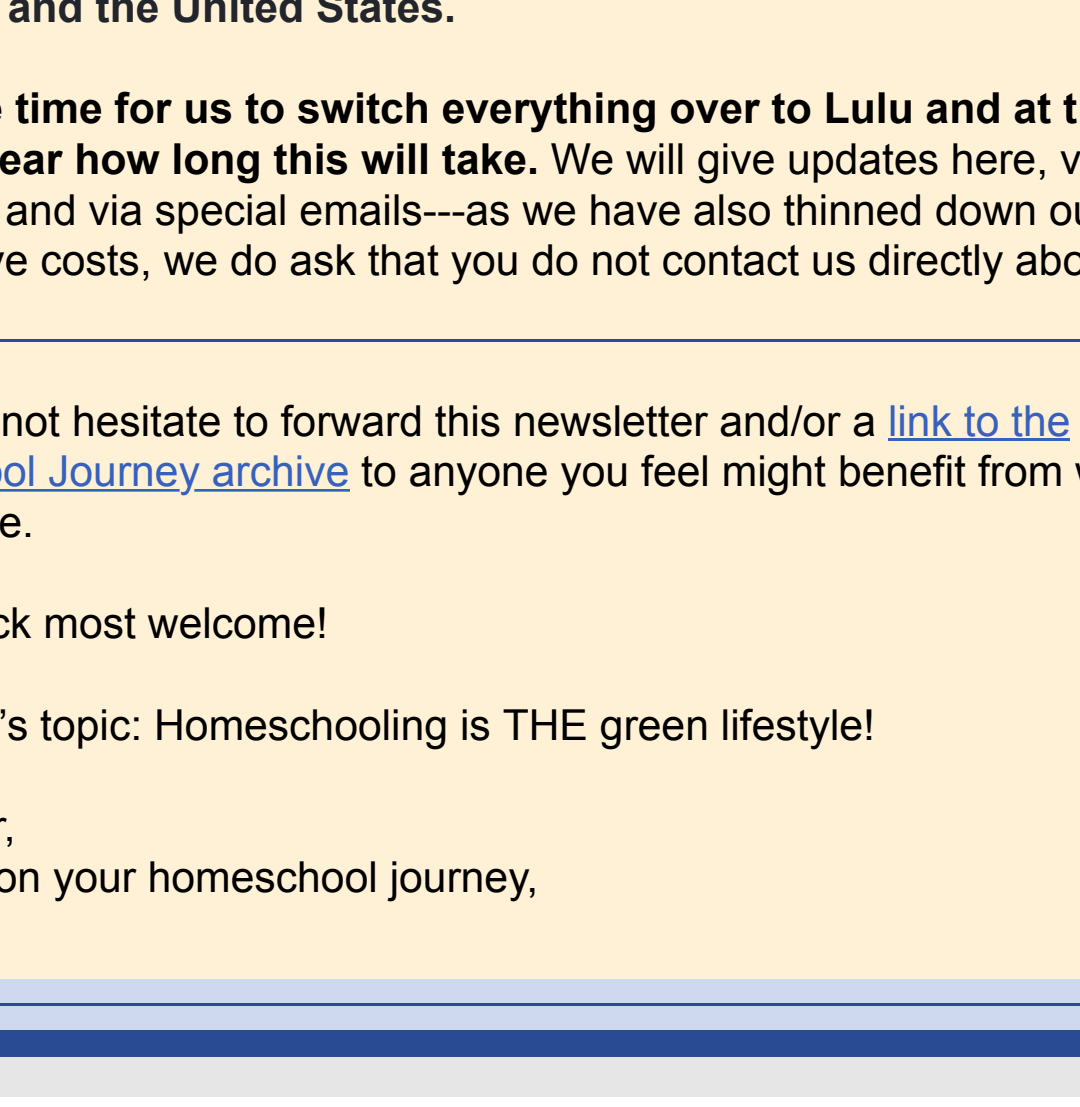 and the United States.
time for us to switch everything over to Lulu and at
how long this will take. We will give updates here,
and via special emails---as we have also thinned down
costs, we do ask that you do not contact us directly
not hesitate to forward this newsletter and/or a link to the
Journey archive to anyone you feel might benefit from
most welcome!
's topic: Homeschooling is THE green lifestyle!
on your homeschool journey,